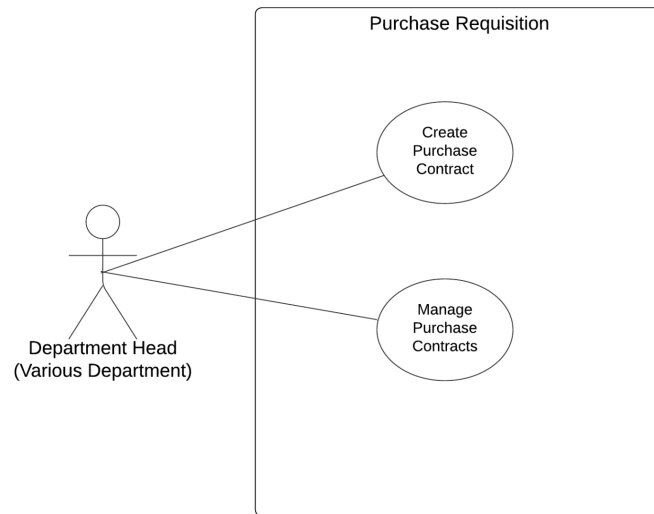 Purchase Requisition
Create
Purchase
Contract
Manage
Purchase
Contracts
Department Head
(Various Department)